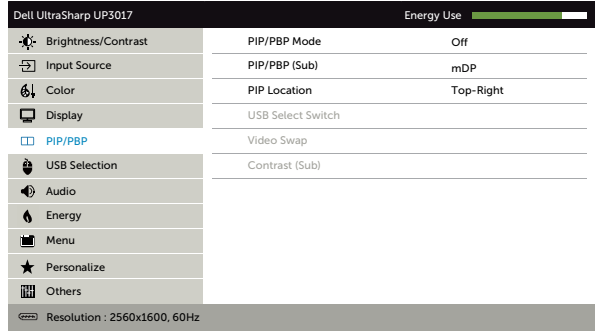 Dell UltraSharp UP3017 Energy Use
Brightness/Contrast PIP/PBP Mode Off
Input Source PIP/PBP (Sub) mDP
Color PIP Location Top-Right
Display USB Select Switch
PIP/PBP Video Swap
USB Selection Contrast (Sub)
Audio
Energy
Menu
Personalize
Others
Resolution : 2560x1600, 60Hz